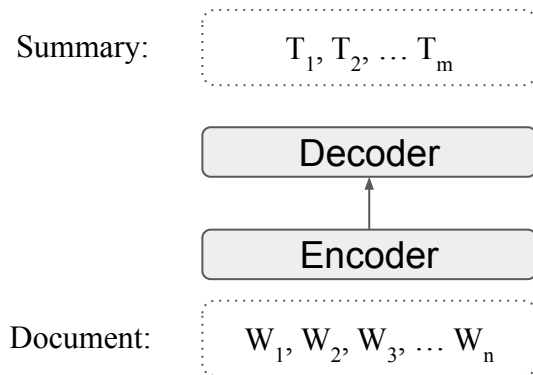 Summary: T₁, T₂, … Tₘ
Decoder
Encoder
Document: W₁, W₂, W₃, … Wₙ